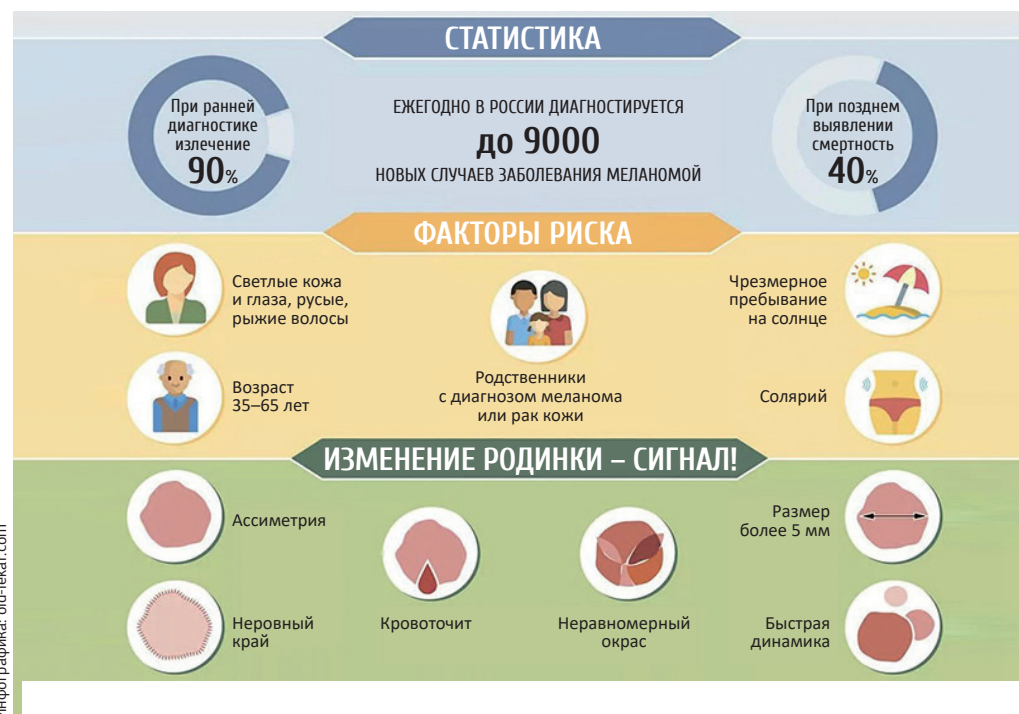 СТАТИСТИКА
При ранней
диагностике
излечение
90%
ЕЖЕГОДНО В РОССИИ ДИАГНОСТИРУЕТСЯ
до 9000
НОВЫХ СЛУЧАЕВ ЗАБОЛЕВАНИЯ МЕЛАНОМОЙ
При позднем
выявлении
смертность
40%
ФАКТОРЫ РИСКА
Светлые кожа
и глаза, русые,
рыжие волосы
Возраст
35–65 лет
Родственники
с диагнозом меланома
или рак кожи
Чрезмерное
пребывание
на солнце
Солярий
ИЗМЕНЕНИЕ РОДИНКИ – СИГНАЛ!
Ассиметрия
Неровный
край
Кровоточит
Неравномерный
окрас
Размер
более 5 мм
Быстрая
динамика